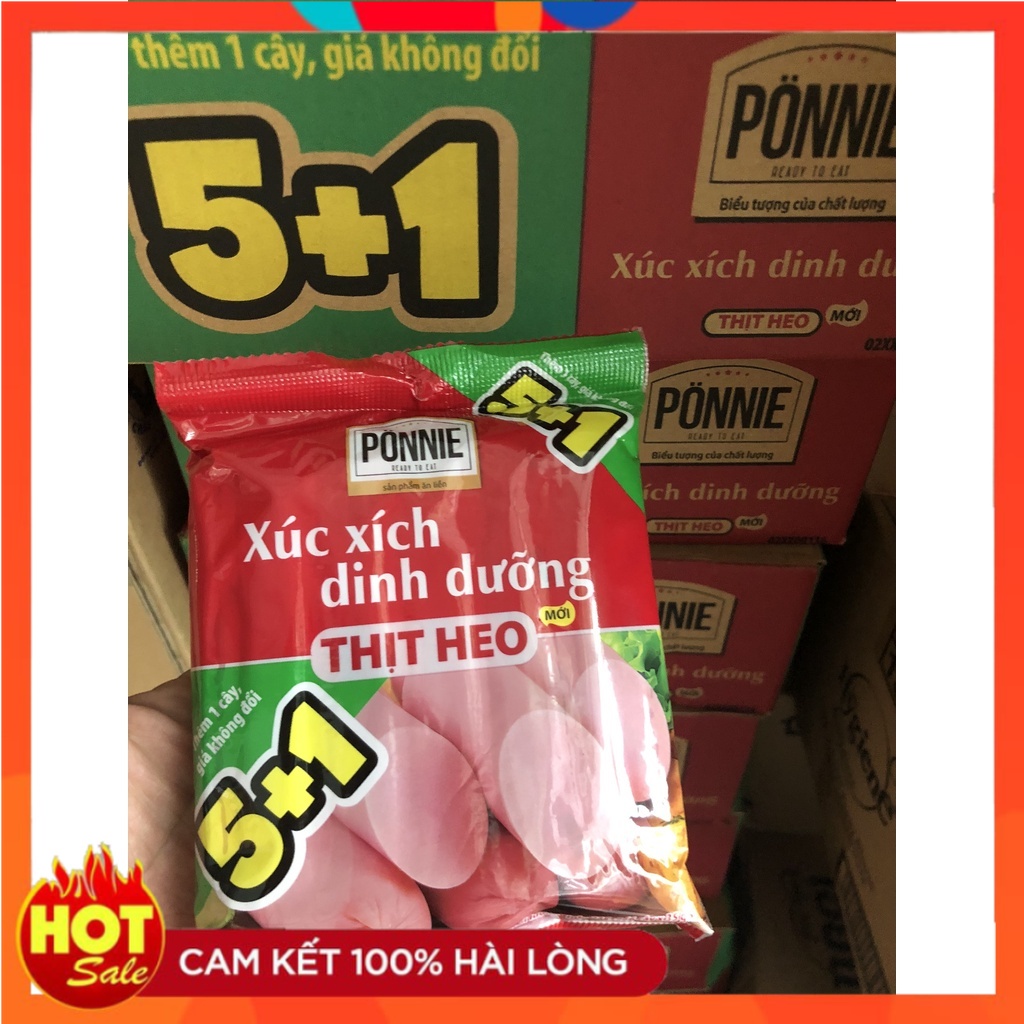 thêm 1 cây, giá không đổi
5+1
PÖNNIE
READY TO EAT
Biểu tượng của chất lượng
Xúc xích dinh
THỊT HEO
MỚI
PÖNNIE
READY TO EAT
Biểu tượng của chất lượng
dinh dưỡng
THỊT HEO
MỚI
dinh dưỡng
5+1
PÖNNIE
READY TO EAT
sản phẩm ăn liền
Xúc xích
dinh dưỡng
THỊT HEO
MỚI
1 cây,
giá không đổi
5+1
HOT
Sale
CAM KẾT 100% HÀI LÒNG